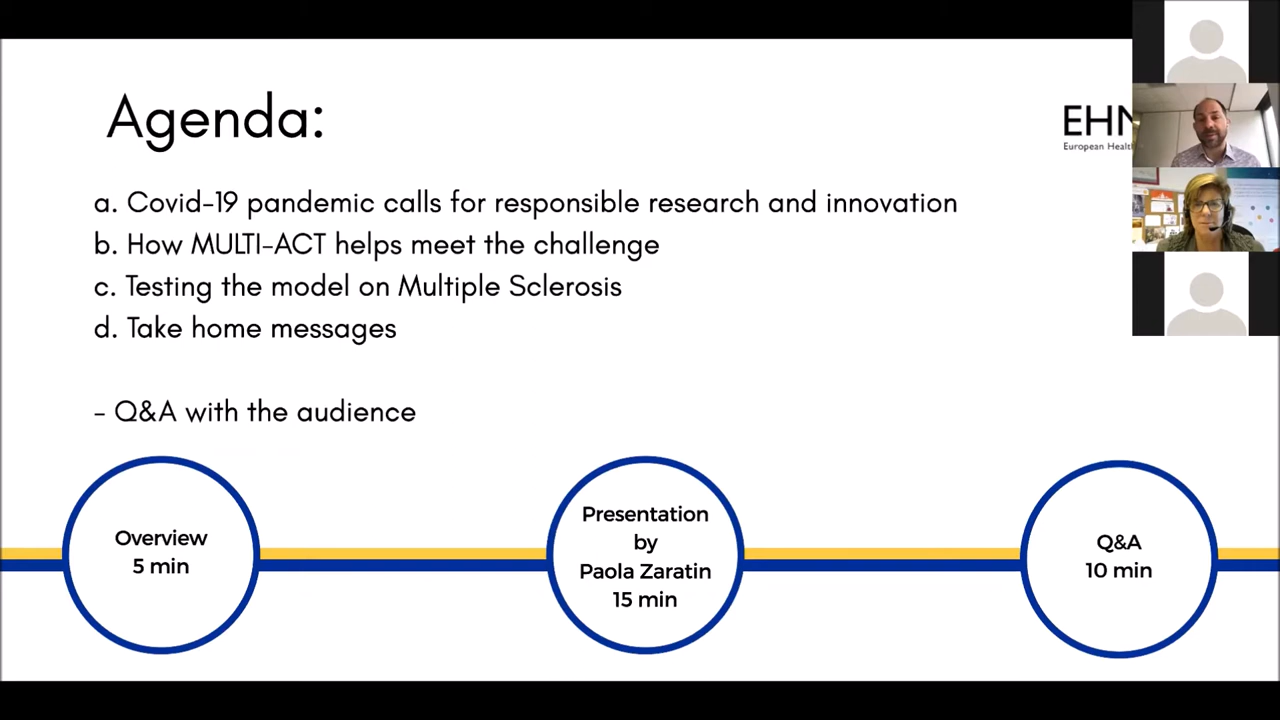 Agenda:
EHN
European Health
a. Covid-19 pandemic calls for responsible research and innovation
b. How MULTI-ACT helps meet the challenge
c. Testing the model on Multiple Sclerosis
d. Take home messages
- Q&A with the audience
Overview
5 min
Presentation
by
Paola Zaratin
15 min
Q&A
10 min